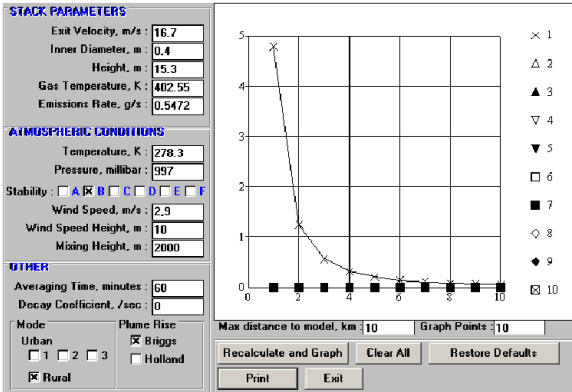 STACK PARAMETERS
Exit Velocity, m/s : 16.7
Inner Diameter, m : 0.4
Height, m : 15.3
Gas Temperature, K : 402.55
Emissions Rate, g/s : 0.5472
ATMOSPHERIC CONDITIONS
Temperature, K : 278.3
Pressure, millibar : 997
Stability : A B C D E F
Wind Speed, m/s : 2.9
Wind Speed Height, m : 10
Mixing Height, m : 2000
OTHER
Averaging Time, minutes : 60
Decay Coefficient, /sec : 0
Mode
Urban
1 2 3
Rural
Plume Rise
Briggs
Holland
5
4
3
2
1
0
0 2 4 6 8 10
1
2
3
4
5
6
7
8
9
10
Max distance to model, km : 10 Graph Points : 10
Recalculate and Graph Clear All Restore Defaults
Print Exit